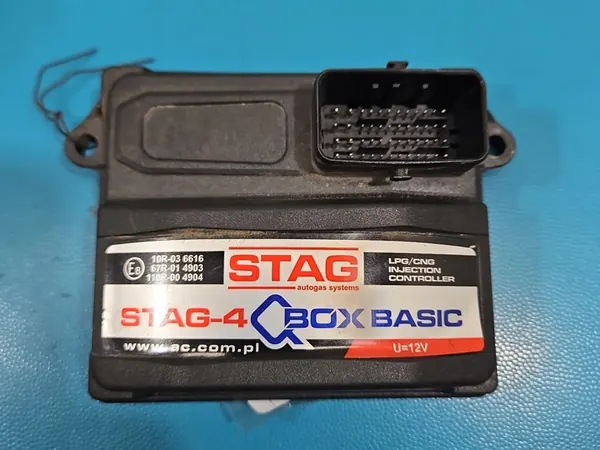 E8
10R-03 6616
67R-01 4903
110R-00 4904
STAG
autogas systems
LPG/CNG
INJECTION
CONTROLLER
STAG-4 QBOX BASIC
www.ac.com.pl
U=12V